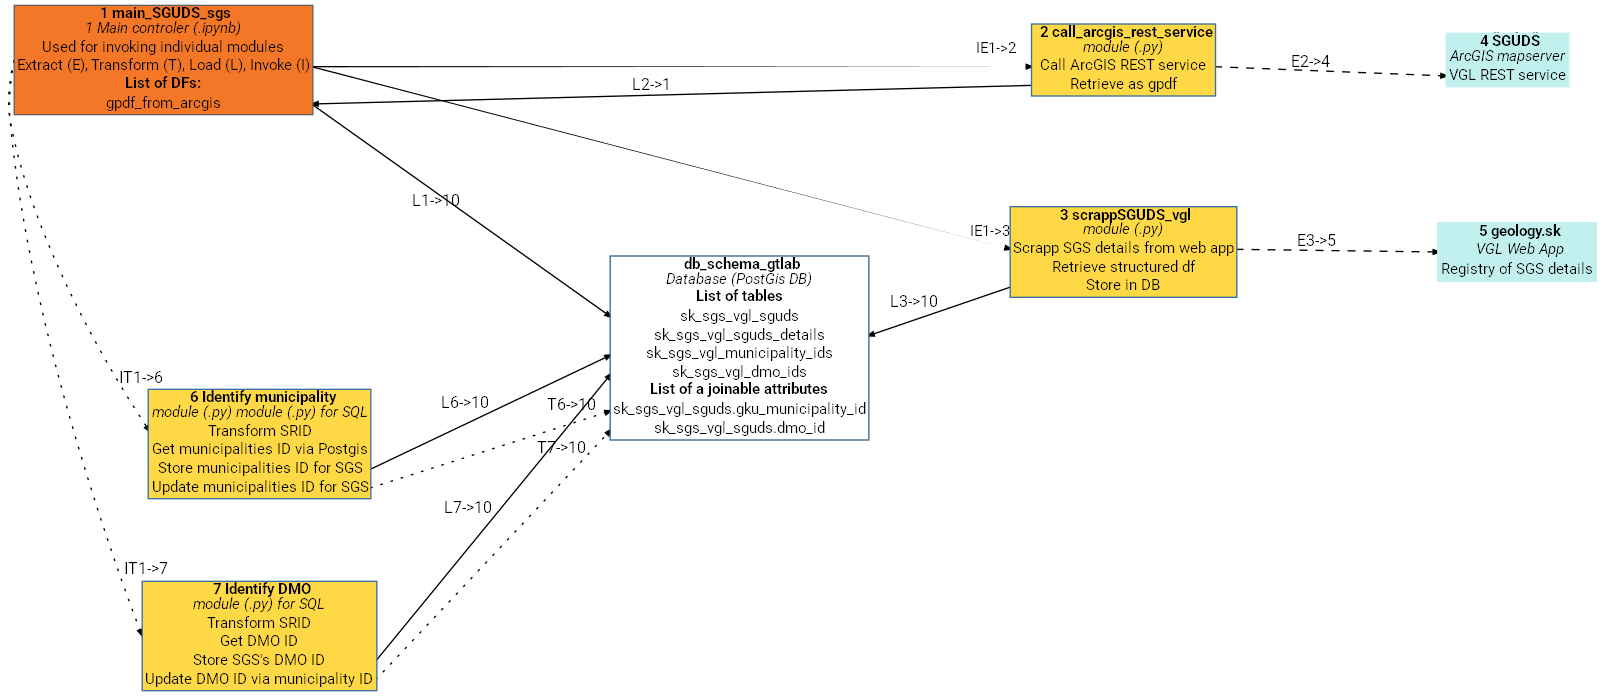 1 main_SGUDS_sgs
1 Main controler (.ipynb)
Used for invoking individual modules
Extract (E), Transform (T), Load (L), Invoke (I)
List of DFs:
gpdf_from_arcgis
IE1->2
L2->1
2 call_arcgis_rest_service
module (.py)
Call ArcGIS REST service
Retrieve as gpdf
E2->4
4 SGUDS
ArcGIS mapserver
VGL REST service
L1->10
IE1->3
3 scrappSGUDS_vgl
module (.py)
Scrapp SGS details from web app
Retrieve structured df
Store in DB
E3->5
5 geology.sk
VGL Web App
Registry of SGS details
L3->10
db_schema_gtlab
Database (PostGis DB)
List of tables
sk_sgs_vgl_sguds
sk_sgs_vgl_sguds_details
sk_sgs_vgl_municipality_ids
sk_sgs_vgl_dmo_ids
List of a joinable attributes
sk_sgs_vgl_sguds.gku_municipality_id
sk_sgs_vgl_sguds.dmo_id
IT1->6
6 Identify municipality
module (.py) module (.py) for SQL
Transform SRID
Get municipalities ID via Postgis
Store municipalities ID for SGS
Update municipalities ID for SGS
L6->10
T6->10
T7->10
L7->10
IT1->7
7 Identify DMO
module (.py) for SQL
Transform SRID
Get DMO ID
Store SGS's DMO ID
Update DMO ID via municipality ID